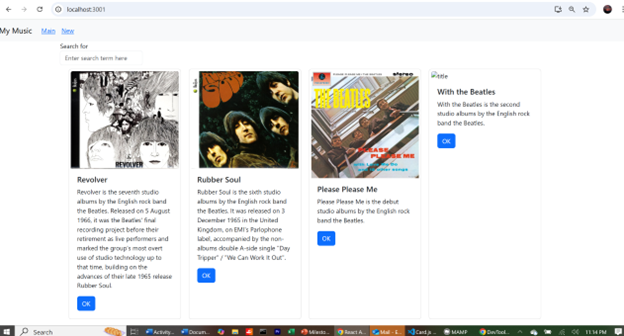 localhost:3001
My Music Main New
Search for
Enter search term here
REVOLVER
Revolver
Revolver is the seventh studio
albums by the English rock band
the Beatles. Released on 5 August
1966, it was the Beatles' final
recording project before their
retirement as live performers and
marked the group's most overt
use of studio technology up to
that time, building on the
advances of their late 1965 release
Rubber Soul.
OK
Rubber Soul
Rubber Soul is the sixth studio
albums by the English rock band
the Beatles. It was released on 3
December 1965 in the United
Kingdom, on EMI's Parlophone
label, accompanied by the non-
albums double A-side single "Day
Tripper" / "We Can Work It Out".
OK
stereo
THE BEATLES
PLEASE
PLEASE ME
Please Please Me
Please Please Me is the debut
studio albums by the English rock
band the Beatles.
OK
title
With the Beatles
With the Beatles is the second
studio albums by the English rock
band the Beatles.
OK
Search
Activity...
Docum...
Milesto...
React A...
Mail - E...
Card.js ...
MAMP
DevTool...
11:14 PM